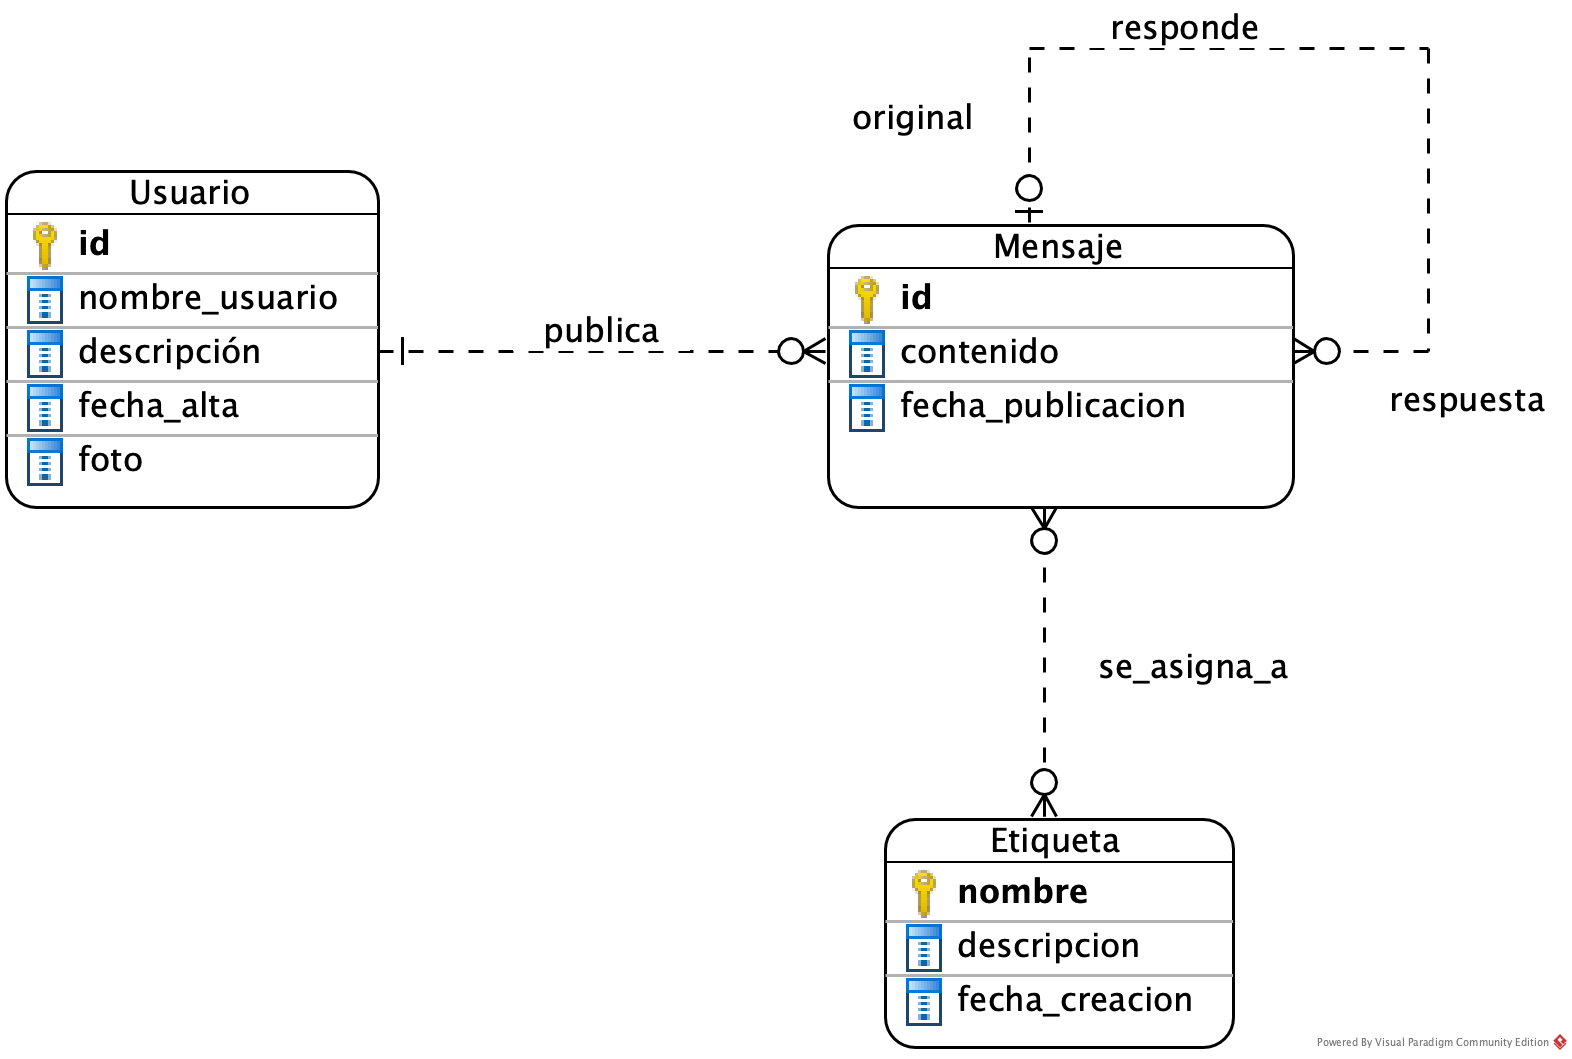 responde
original
Usuario
id
nombre_usuario
descripción
fecha_alta
foto
publica
Mensaje
id
contenido
fecha_publicacion
respuesta
se_asigna_a
Etiqueta
nombre
descripcion
fecha_creacion
Powered By Visual Paradigm Community Edition